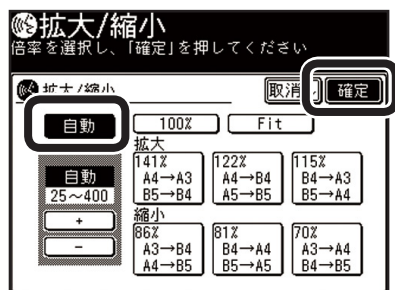 拡大/縮小
倍率を選択し、「確定」を押してください
拡大/縮小 取消し 確定
自動 100% Fit
拡大
自動
25～400
141%
A4→A3
B5→B4
122%
A4→B4
A5→B5
115%
B4→A3
B5→A4
+
−
縮小
86%
A3→B4
A4→B5
81%
B4→A4
B5→A5
70%
A3→A4
B4→B5